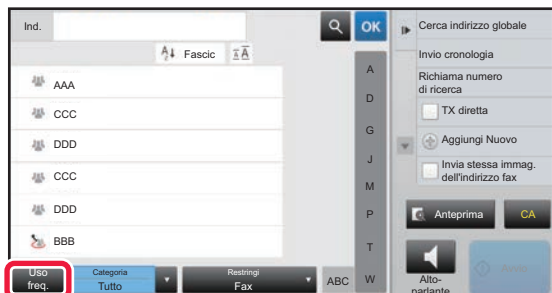 Ind.
OK
Fascic
AAA
CCC
DDD
CCC
DDD
BBB
A
D
G
J
M
P
T
W
Uso
freq.
Categoria
Tutto
Restringi
Fax
ABC
Cerca indirizzo globale
Invio cronologia
Richiama numero
di ricerca
TX diretta
Aggiungi Nuovo
Invia stessa immag.
dell'indirizzo fax
Anteprima
CA
Alto-
parlante
Avvio